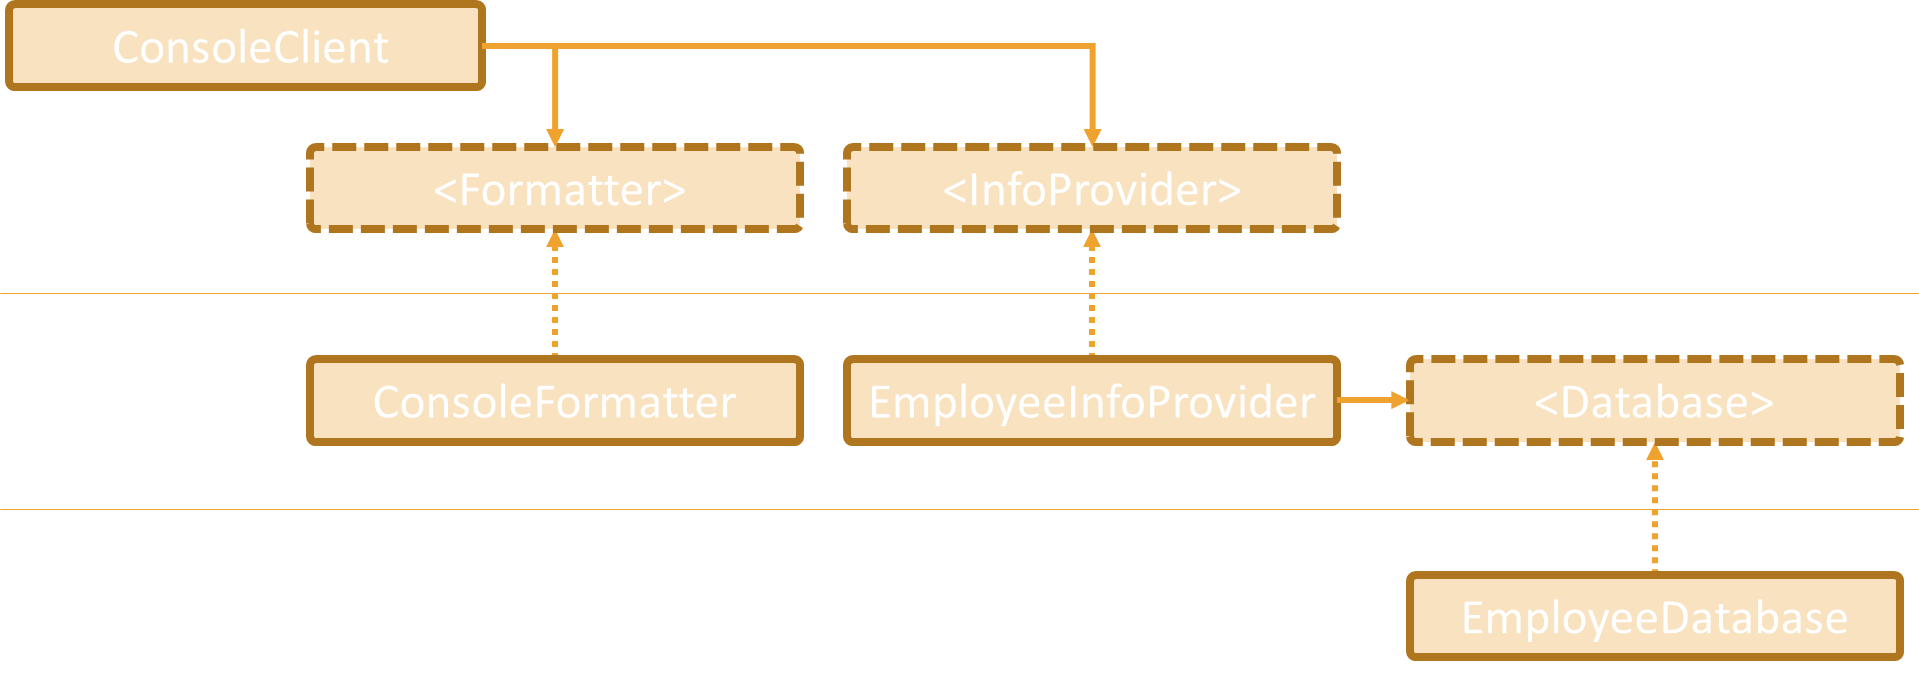 ConsoleClient
<Formatter>
<InfoProvider>
ConsoleFormatter
EmployeeInfoProvider
<Database>
EmployeeDatabase